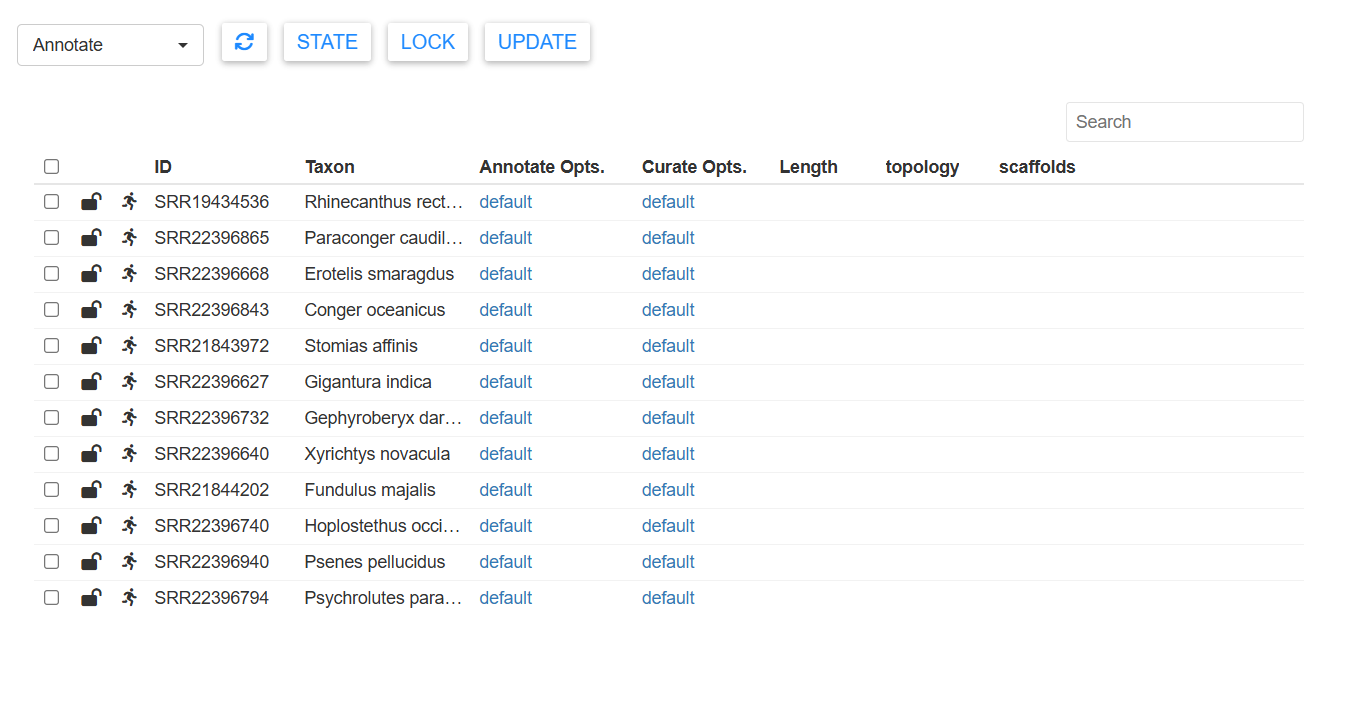 Annotate STATE LOCK UPDATE
Search
ID Taxon Annotate Opts. Curate Opts. Length topology scaffolds
SRR19434536 Rhinecanthus rect… default default
SRR22396865 Paraconger caudil… default default
SRR22396668 Erotelis smaragdus default default
SRR22396843 Conger oceanicus default default
SRR21843972 Stomias affinis default default
SRR22396627 Gigantura indica default default
SRR22396732 Gephyroberyx dar… default default
SRR22396640 Xyrichtys novacula default default
SRR21844202 Fundulus majalis default default
SRR22396740 Hoplostethus occi… default default
SRR22396940 Psenes pellucidus default default
SRR22396794 Psychrolutes para… default default